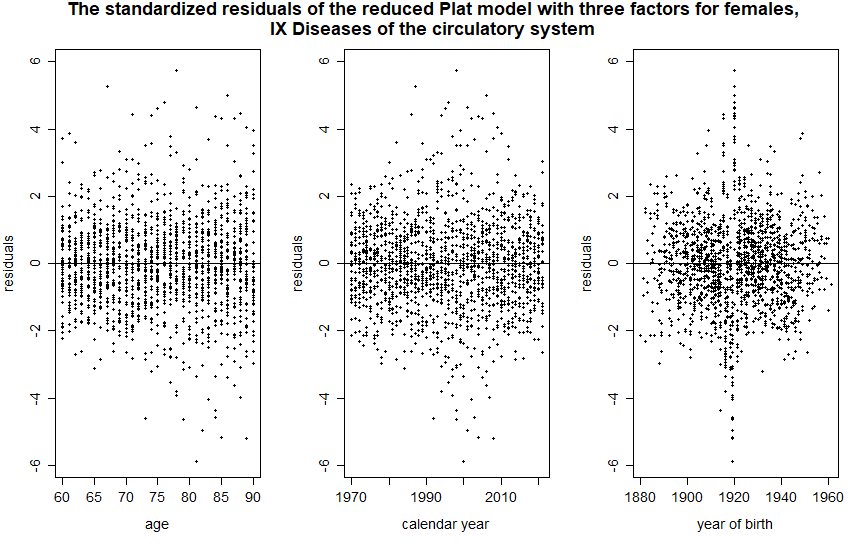 The standardized residuals of the reduced Plat model with three factors for females,
IX Diseases of the circulatory system
residuals
6
4
2
0
-2
-4
-6
60 65 70 75 80 85 90
age
residuals
6
4
2
0
-2
-4
-6
1970 1990 2010
calendar year
residuals
6
4
2
0
-2
-4
-6
1880 1900 1920 1940 1960
year of birth